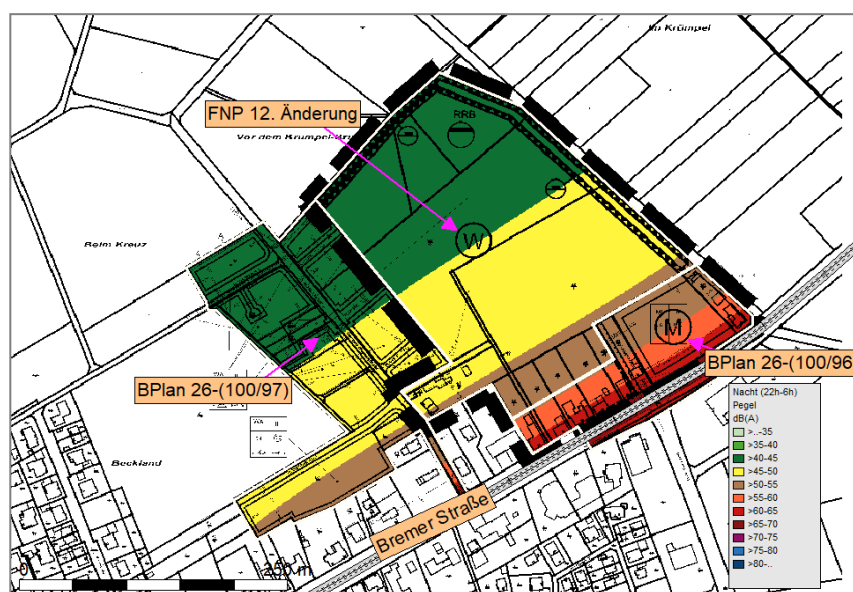 Im Krümpel
FNP 12. Änderung
RRB
Vor dem Krümpel
Beim Kreuz
W
M
BPlan 26-(100/96
BPlan 26-(100/97)
Nacht (22h-6h)
Pegel
dB(A)
>..-35
>35-40
>40-45
>45-50
>50-55
>55-60
>60-65
>65-70
>70-75
>75-80
>80-..
WA II
Beckland
Bremer Straße
0
250 m